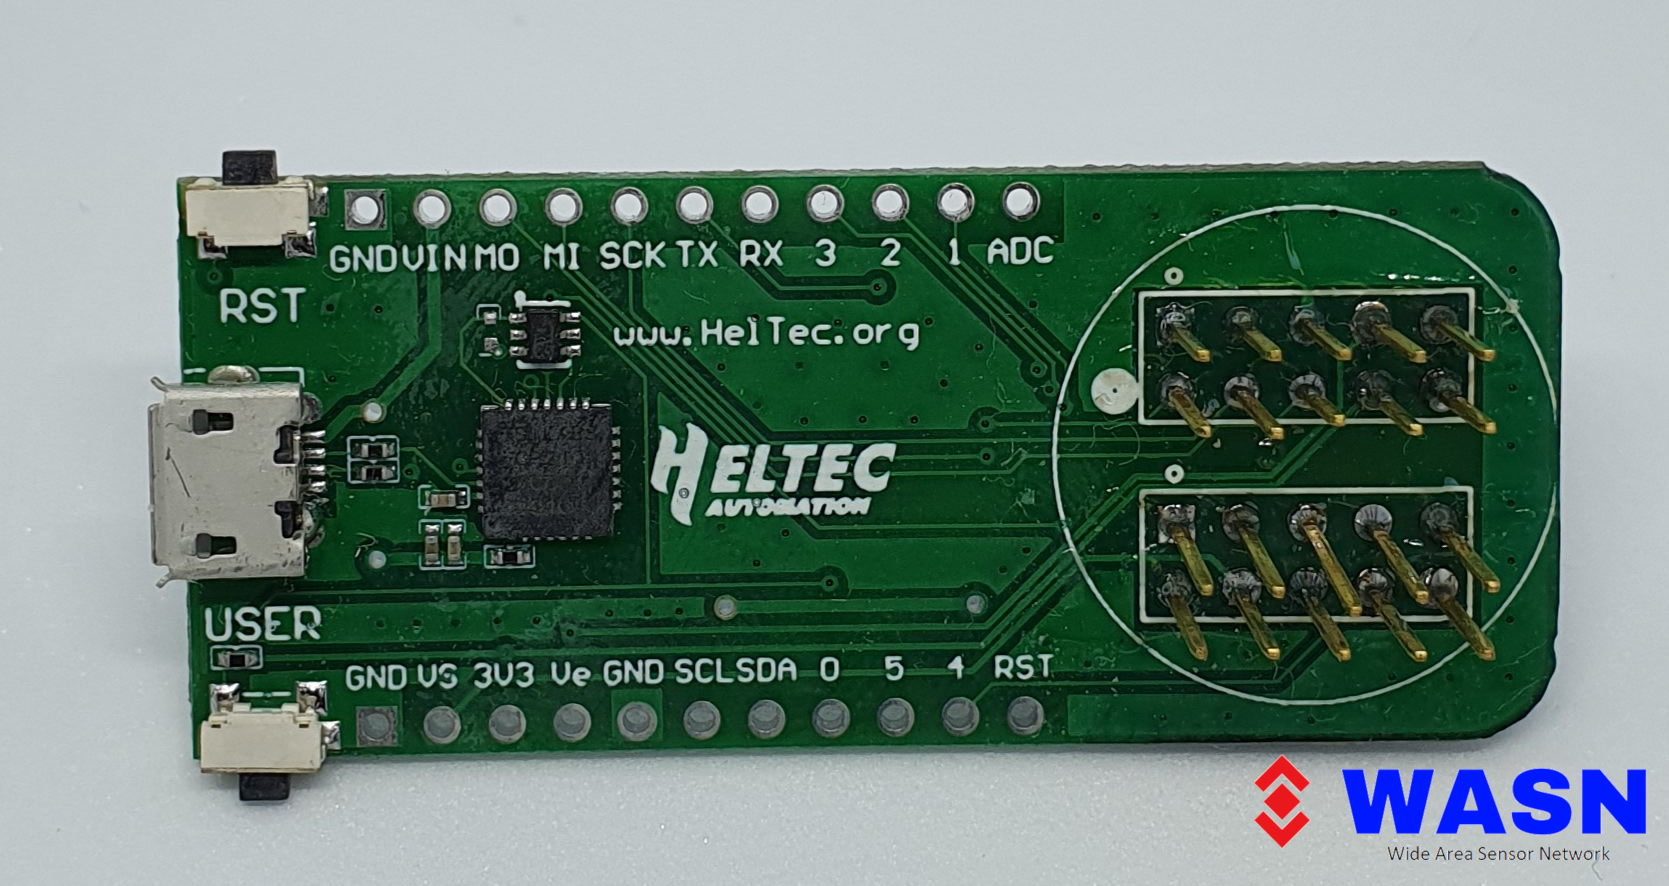 GND VIN MO MI SCK TX RX 3 2 1 ADC
RST
www.HelTec.org
HELTEC
AUTOMATION
USER
GND VS 3V3 Ve GND SCL SDA 0 5 4 RST
WASN
Wide Area Sensor Network